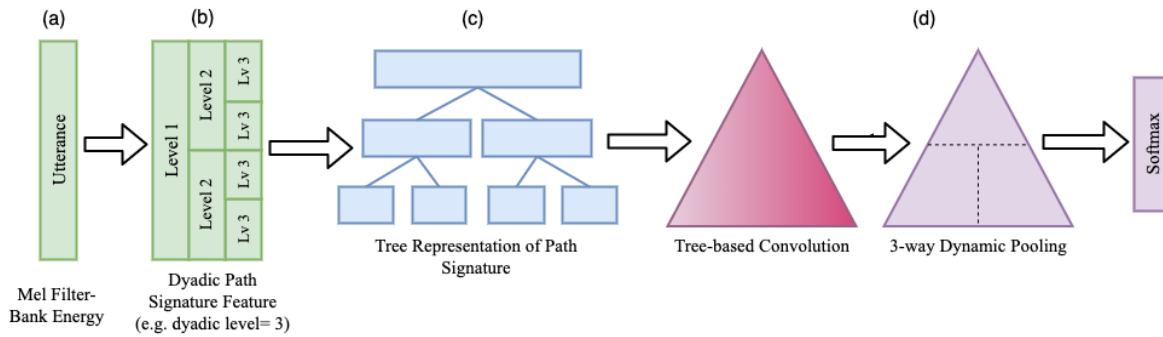 (a)
(b)
(c)
(d)
Utterance
Level 1
Level 2
Level 2
Lv 3
Lv 3
Lv 3
Lv 3
Softmax
Tree Representation of Path
Signature
Tree-based Convolution
3-way Dynamic Pooling
Mel Filter-
Bank Energy
Dyadic Path
Signature Feature
(e.g. dyadic level= 3)